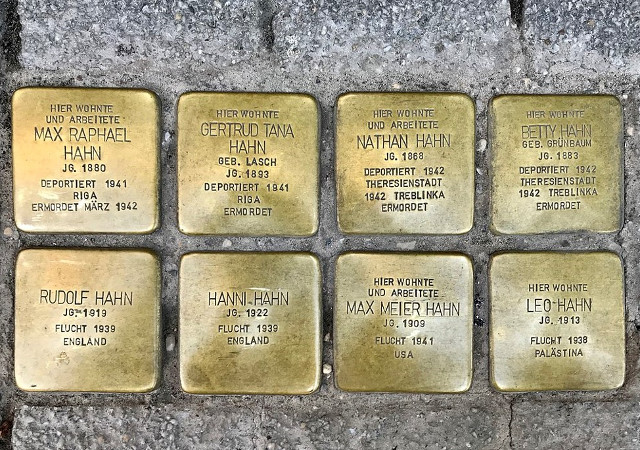 HIER WOHNTE
UND ARBEITETE
MAX RAPHAEL
HAHN
JG. 1880
DEPORTIERT 1941
RIGA
ERMORDET MÄRZ 1942
HIER WOHNTE
GERTRUD TANA
HAHN
GEB. LASCH
JG. 1893
DEPORTIERT 1941
RIGA
ERMORDET
HIER WOHNTE
UND ARBEITETE
NATHAN HAHN
JG. 1868
DEPORTIERT 1942
THERESIENSTADT
1942 TREBLINKA
ERMORDET
HIER WOHNTE
BETTY HAHN
GEB. GRÜNBAUM
JG. 1883
DEPORTIERT 1942
THERESIENSTADT
1942 TREBLINKA
ERMORDET
RUDOLF HAHN
JG. 1919
FLUCHT 1939
ENGLAND
HANNI HAHN
JG. 1922
FLUCHT 1939
ENGLAND
HIER WOHNTE
UND ARBEITETE
MAX MEIER HAHN
JG. 1909
FLUCHT 1941
USA
HIER WOHNTE
LEO HAHN
JG. 1913
FLUCHT 1938
PALÄSTINA